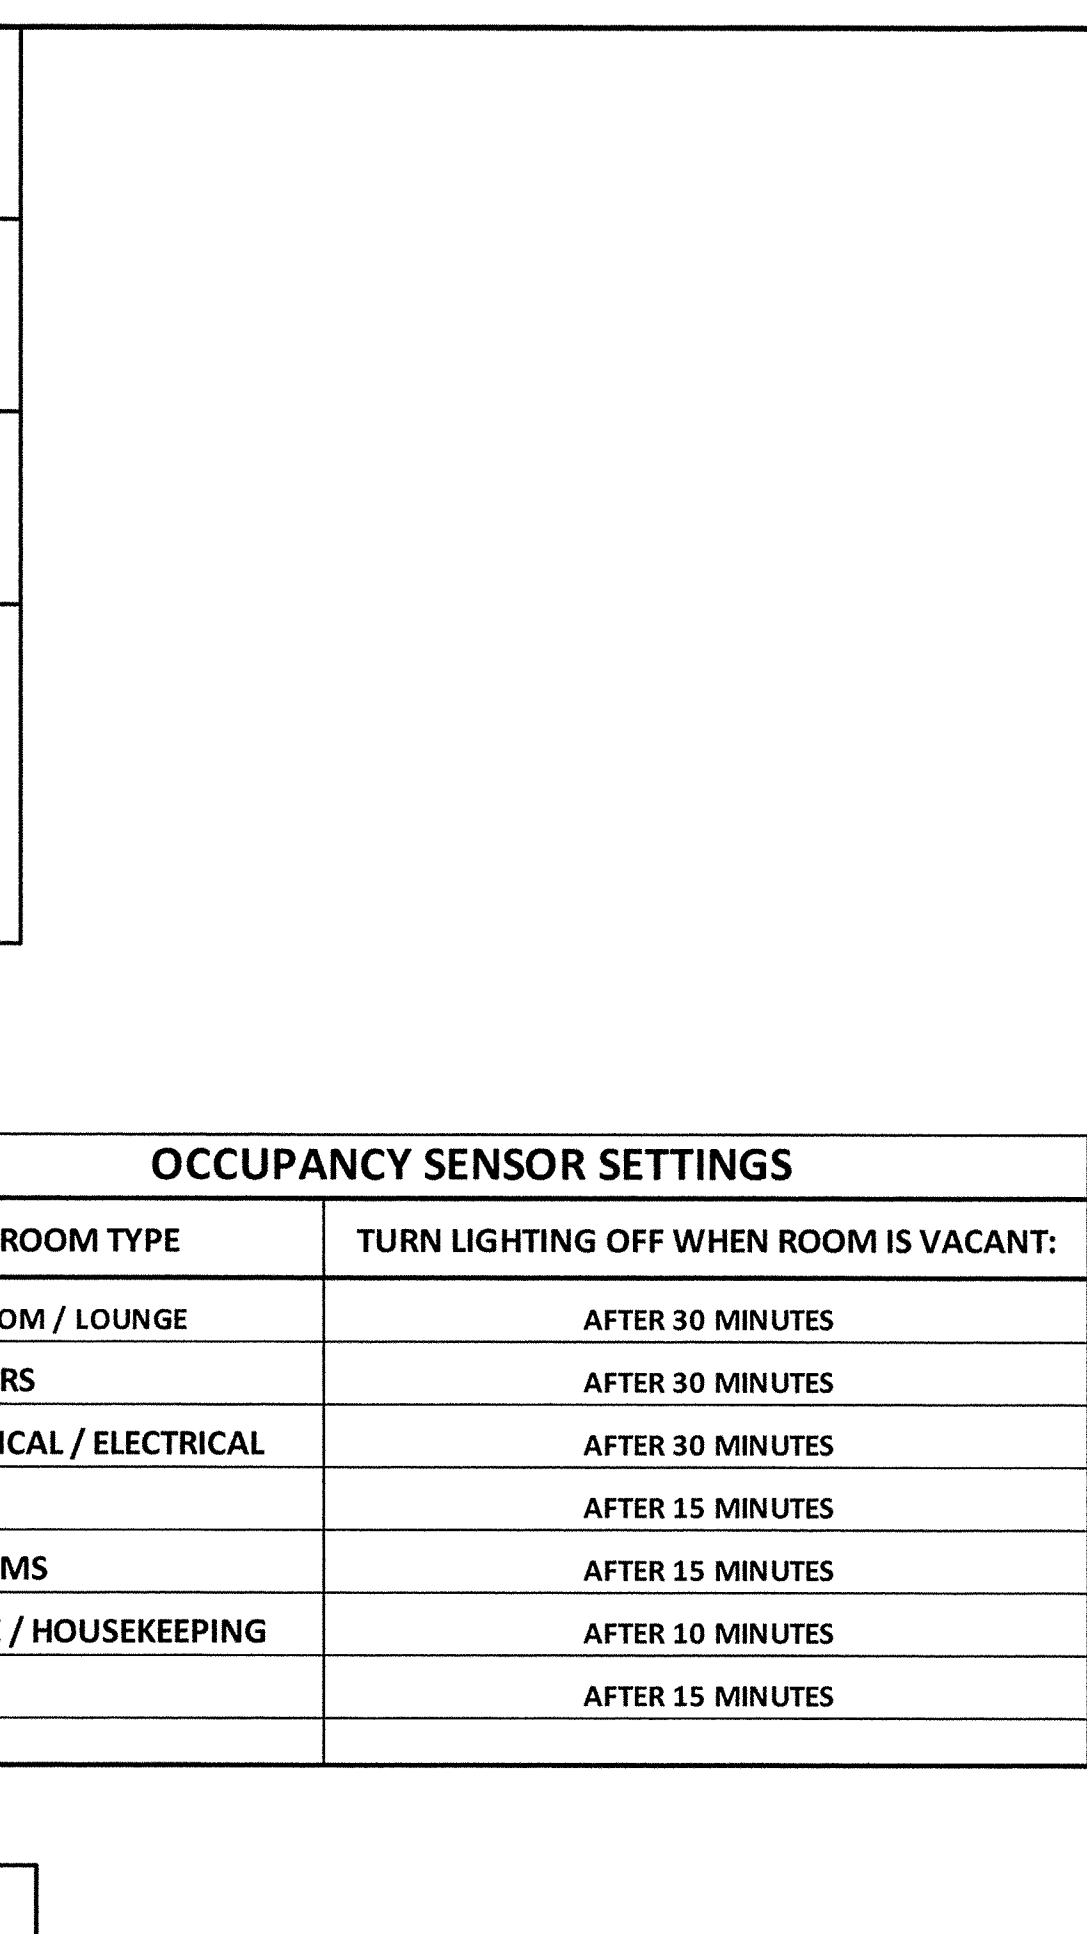 OCCUPANCY SENSOR SETTINGS
ROOM TYPE TURN LIGHTING OFF WHEN ROOM IS VACANT:
OM / LOUNGE AFTER 30 MINUTES
RS AFTER 30 MINUTES
ICAL / ELECTRICAL AFTER 30 MINUTES
AFTER 15 MINUTES
MS AFTER 15 MINUTES
/ HOUSEKEEPING AFTER 10 MINUTES
AFTER 15 MINUTES